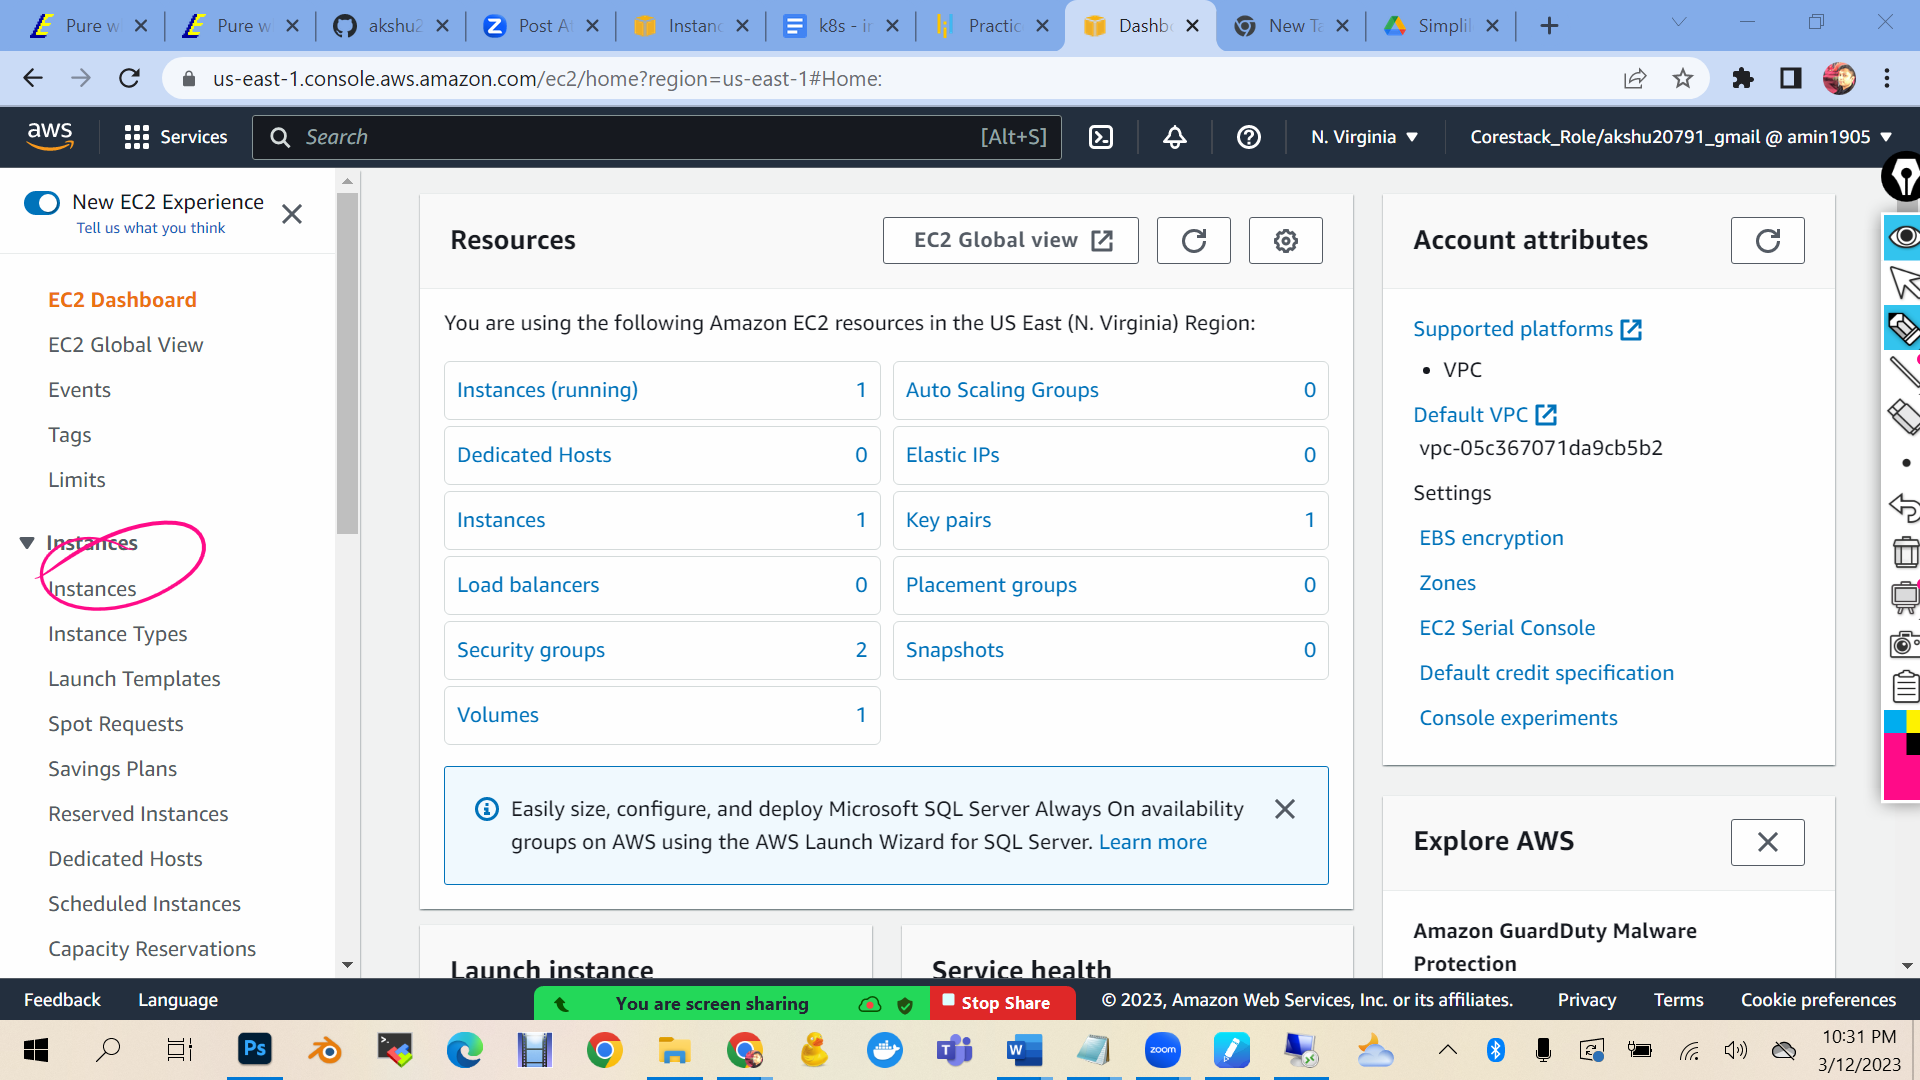 Pure w
Pure w
akshu2
Post At
Instanc
k8s - in
Practic
Dashbo
New Ta
Simplil
us-east-1.console.aws.amazon.com/ec2/home?region=us-east-1#Home:
aws
Services
Search
[Alt+S]
N. Virginia
Corestack_Role/akshu20791_gmail @ amin1905
New EC2 Experience
Tell us what you think
EC2 Dashboard
EC2 Global View
Events
Tags
Limits
Instances
Instances
Instance Types
Launch Templates
Spot Requests
Savings Plans
Reserved Instances
Dedicated Hosts
Scheduled Instances
Capacity Reservations
Resources
EC2 Global view
You are using the following Amazon EC2 resources in the US East (N. Virginia) Region:
Instances (running) 1
Auto Scaling Groups 0
Dedicated Hosts 0
Elastic IPs 0
Instances 1
Key pairs 1
Load balancers 0
Placement groups 0
Security groups 2
Snapshots 0
Volumes 1
Easily size, configure, and deploy Microsoft SQL Server Always On availability
groups on AWS using the AWS Launch Wizard for SQL Server. Learn more
Launch instance
Service health
Account attributes
Supported platforms
• VPC
Default VPC
vpc-05c367071da9cb5b2
Settings
EBS encryption
Zones
EC2 Serial Console
Default credit specification
Console experiments
Explore AWS
Amazon GuardDuty Malware
Protection
Feedback
Language
You are screen sharing
Stop Share
© 2023, Amazon Web Services, Inc. or its affiliates.
Privacy
Terms
Cookie preferences
Ps
T
W
zoom
10:31 PM
3/12/2023